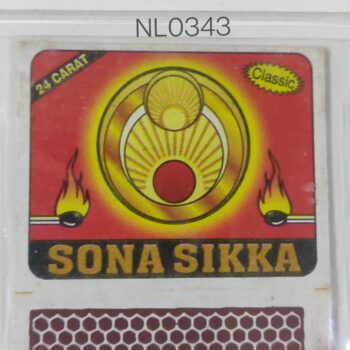 NL0343
24 CARAT
Classic
SONA SIKKA